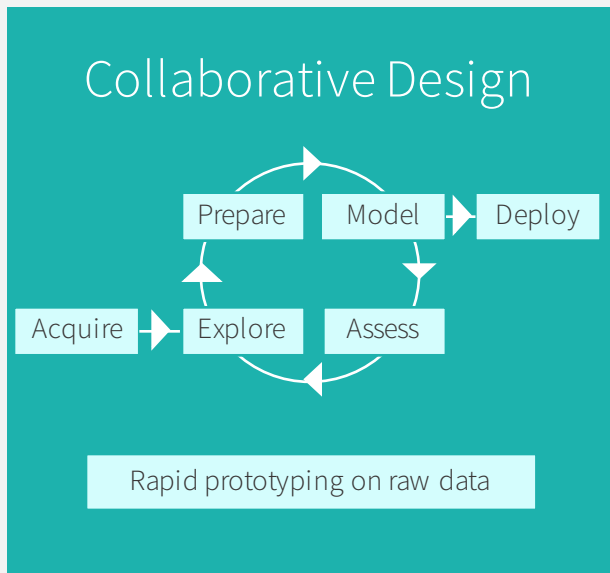 Collaborative Design
Prepare
Model
Deploy
Acquire
Explore
Assess
Rapid prototyping on raw data